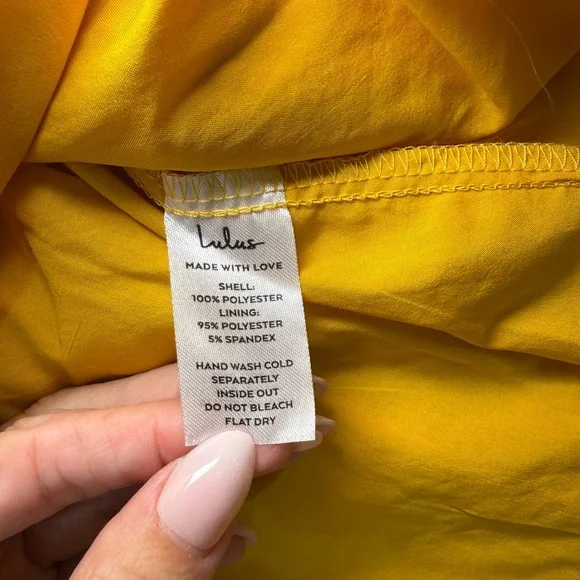 Lulus
MADE WITH LOVE
SHELL:
100% POLYESTER
LINING:
95% POLYESTER
5% SPANDEX
HAND WASH COLD
SEPARATELY
INSIDE OUT
DO NOT BLEACH
FLAT DRY